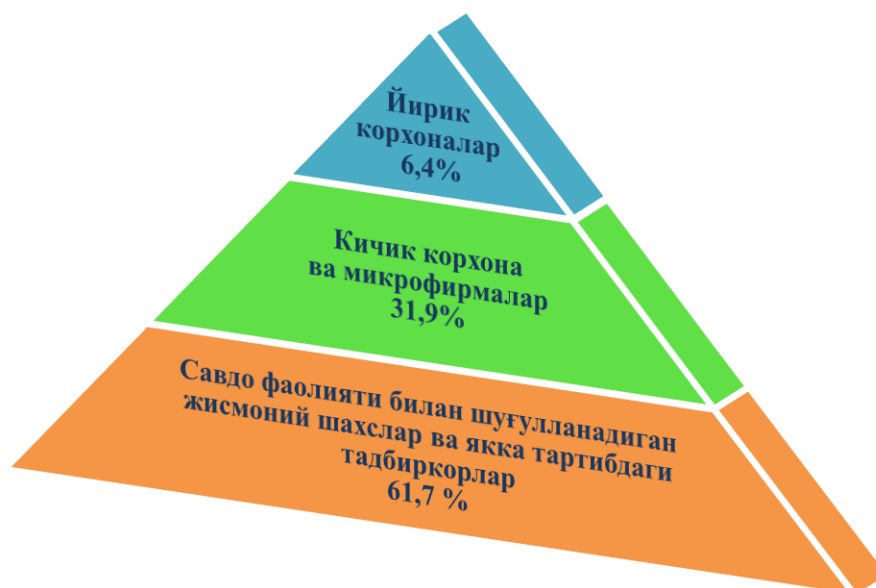 Йирик
корхоналар
6,4%
Кичик корхона
ва микрофирмалар
31,9%
Савдо фаолияти билан шуғулланадиган
жисмоний шахслар ва якка тартибдаги
тадбиркорлар
61,7 %